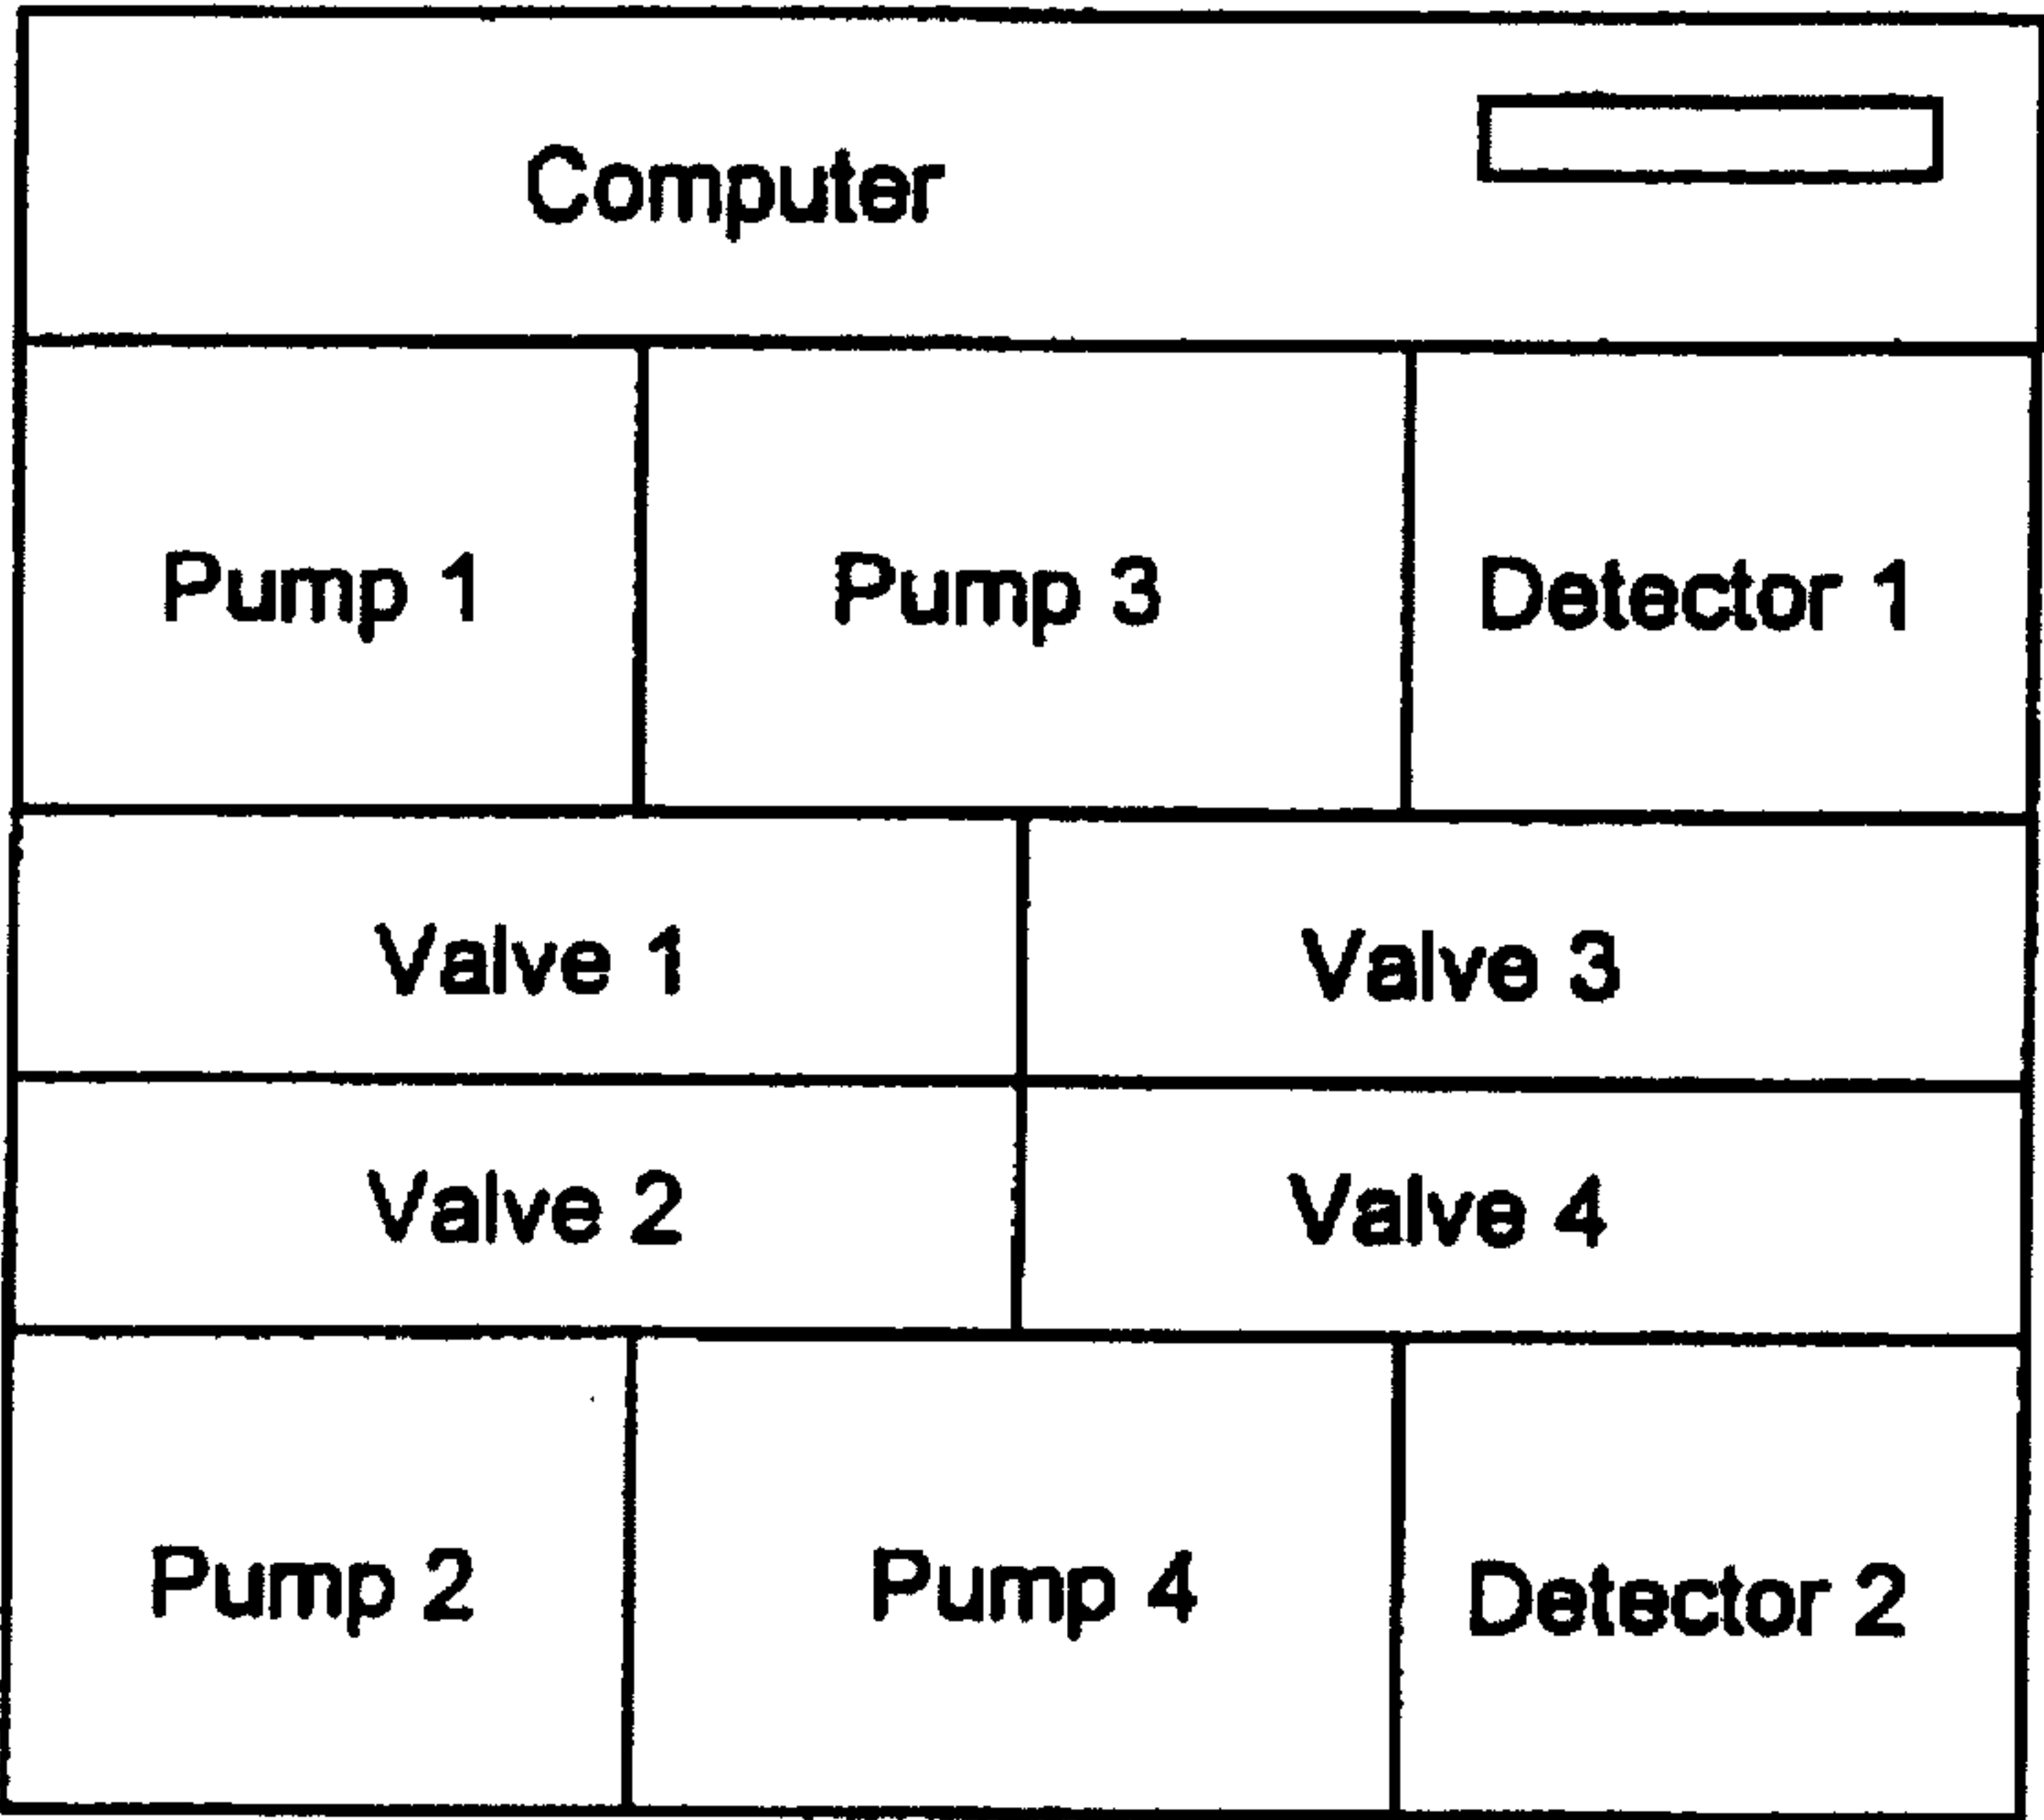 Computer
Pump 1
Pump 3
Detector 1
Valve 1
Valve 3
Valve 2
Valve 4
Pump 2
Pump 4
Detector 2